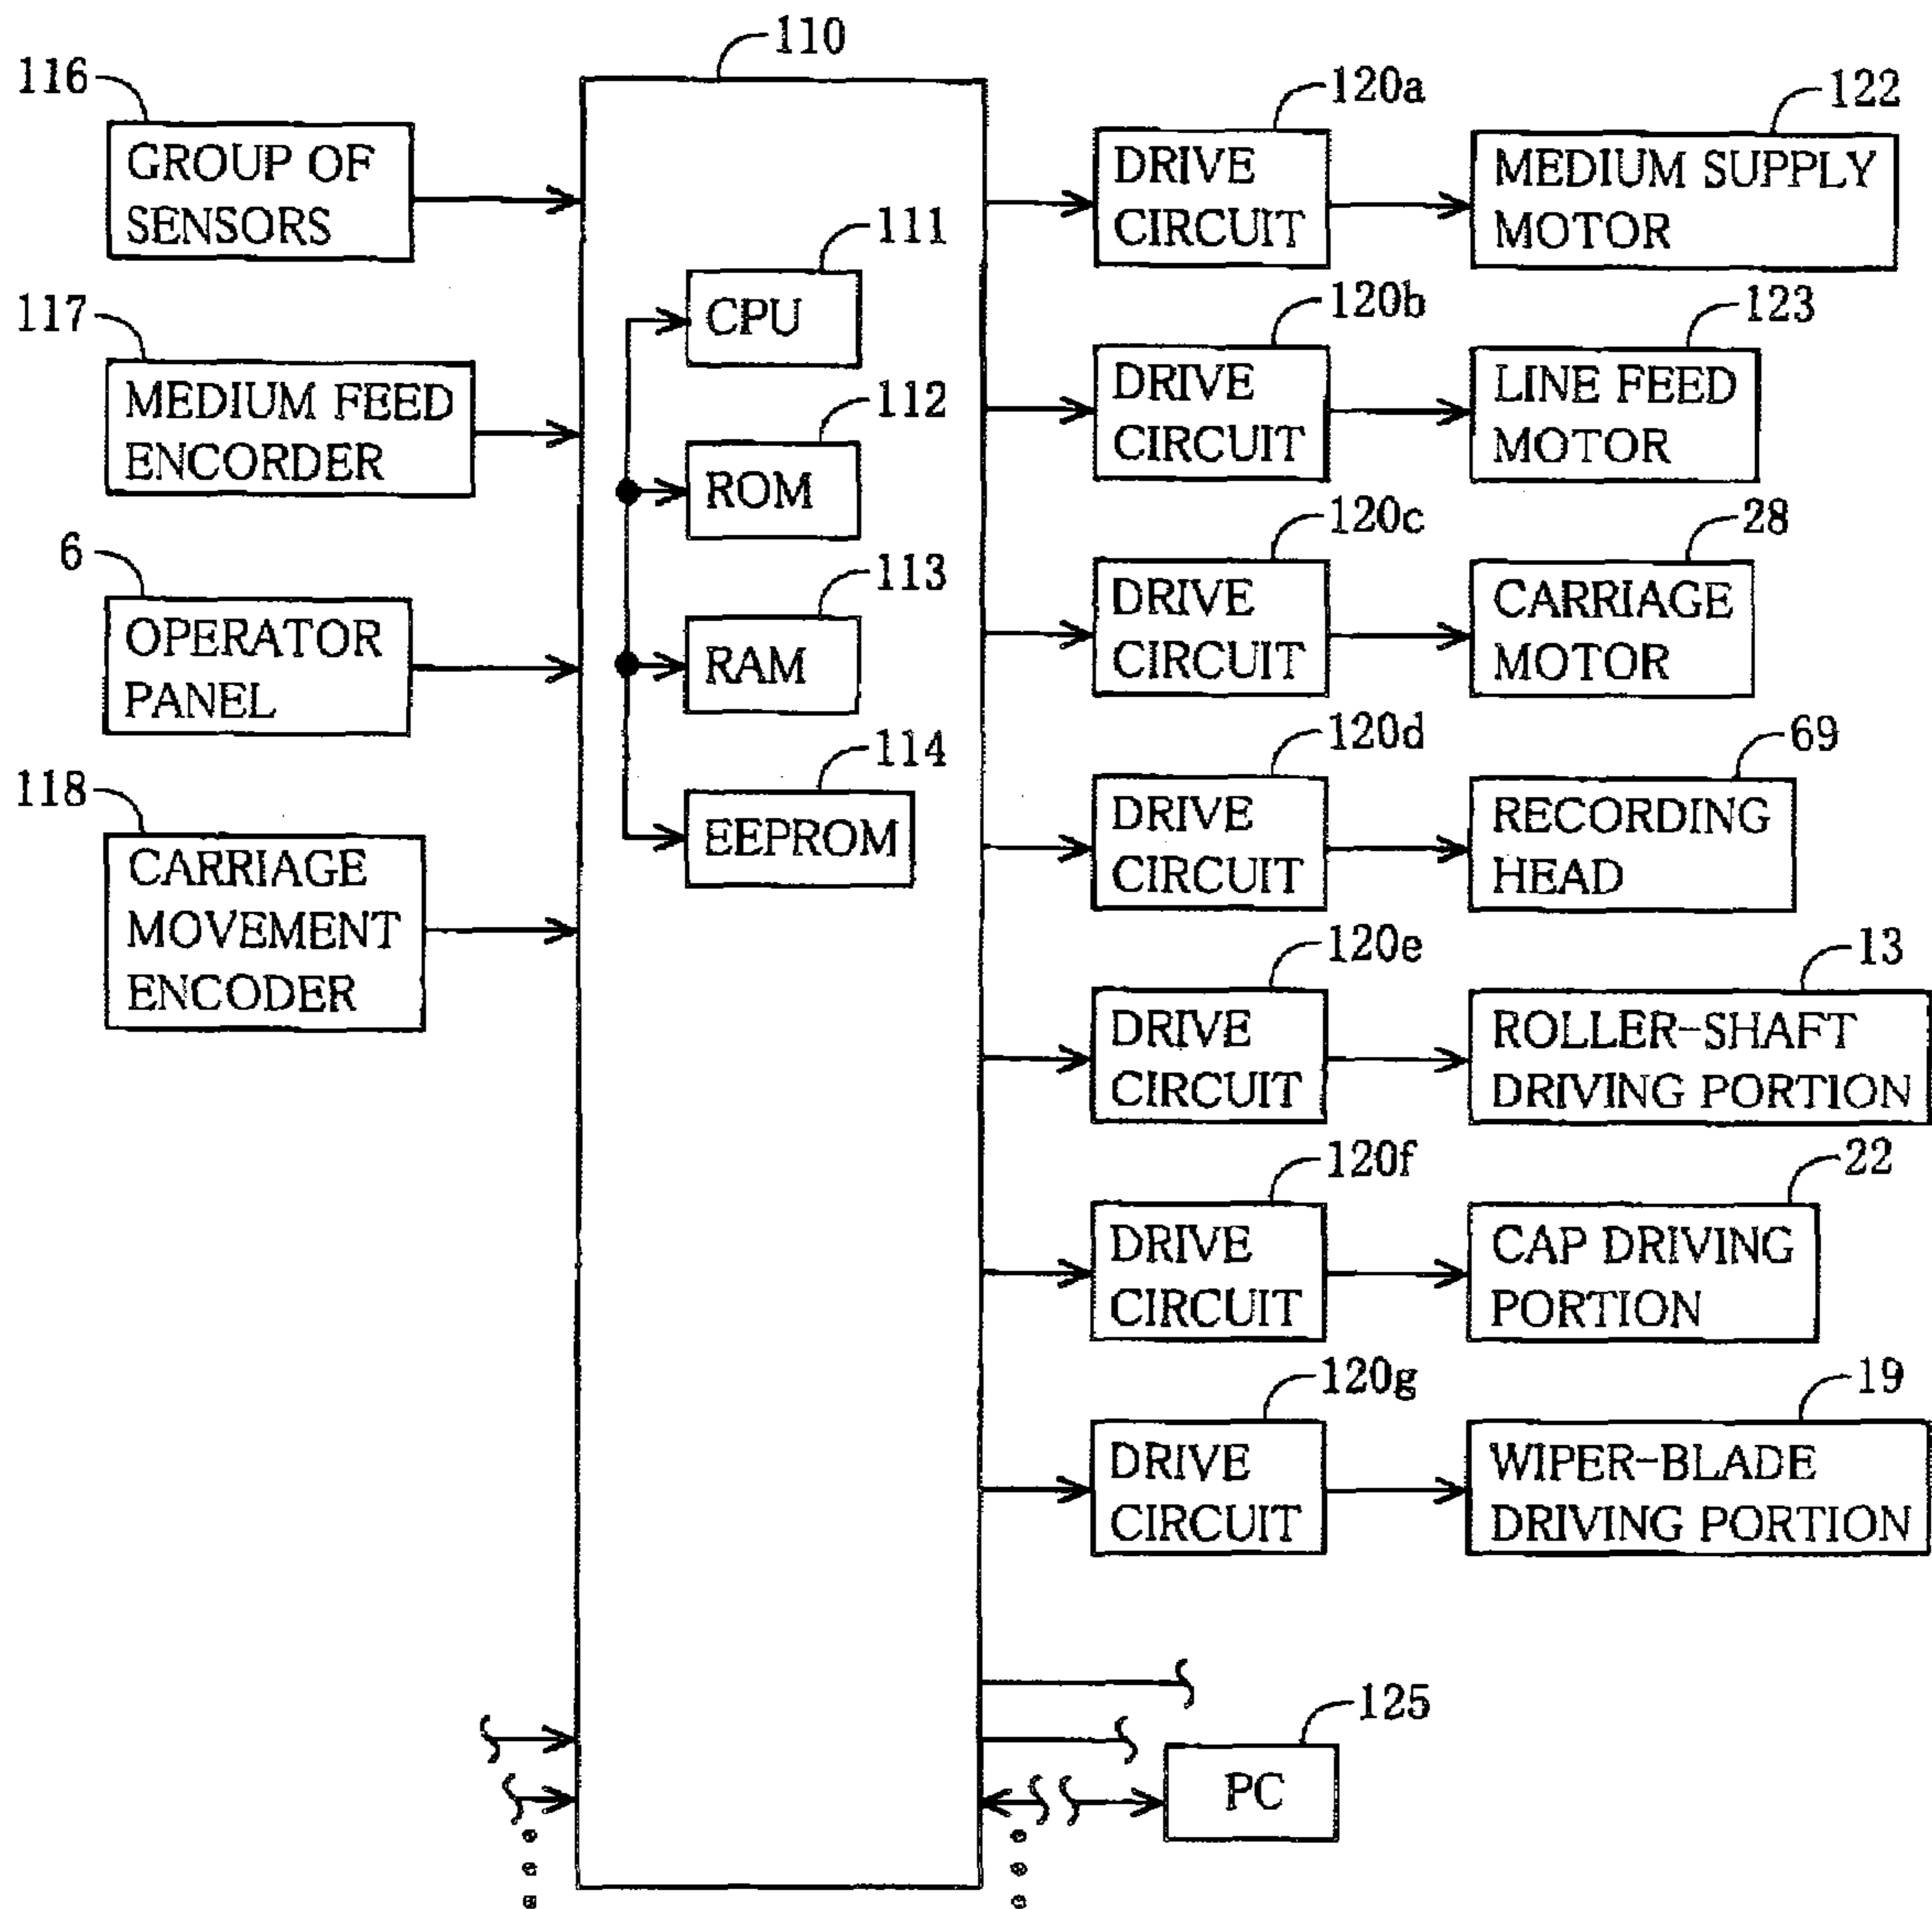 110
116
GROUP OF
SENSORS
117
MEDIUM FEED
ENCORDER
6
OPERATOR
PANEL
118
CARRIAGE
MOVEMENT
ENCODER
111
CPU
112
ROM
113
RAM
114
EEPROM
120a
DRIVE
CIRCUIT
122
MEDIUM SUPPLY
MOTOR
120b
DRIVE
CIRCUIT
123
LINE FEED
MOTOR
120c
DRIVE
CIRCUIT
28
CARRIAGE
MOTOR
120d
DRIVE
CIRCUIT
69
RECORDING
HEAD
120e
DRIVE
CIRCUIT
13
ROLLER-SHAFT
DRIVING PORTION
120f
DRIVE
CIRCUIT
22
CAP DRIVING
PORTION
120g
DRIVE
CIRCUIT
19
WIPER-BLADE
DRIVING PORTION
125
PC